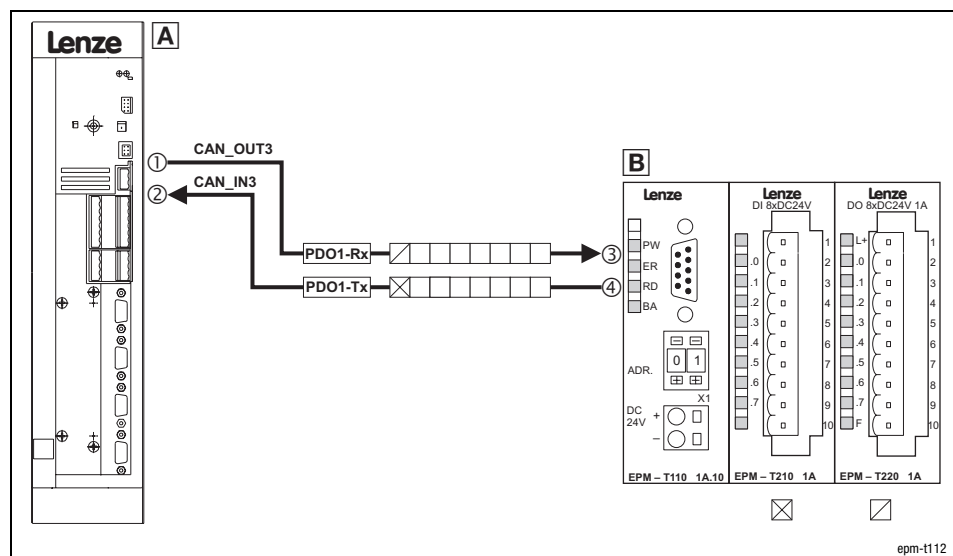 Lenze
A
① CAN_OUT3
② CAN_IN3
PDO1-Rx
③
PDO1-Tx
④
B
Lenze
PW
ER
RD
BA
ADR.
0 1
X1
DC
24V
+
–
EPM – T110 1A.10
Lenze
DI 8xDC24V
1
.0 2
.1 3
.2 4
.3 5
.4 6
.5 7
.6 8
.7 9
10
EPM – T210 1A
Lenze
DO 8xDC24V 1A
L+ 1
.0 2
.1 3
.2 4
.3 5
.4 6
.5 7
.6 8
.7 9
F 10
EPM – T220 1A
epm-t112